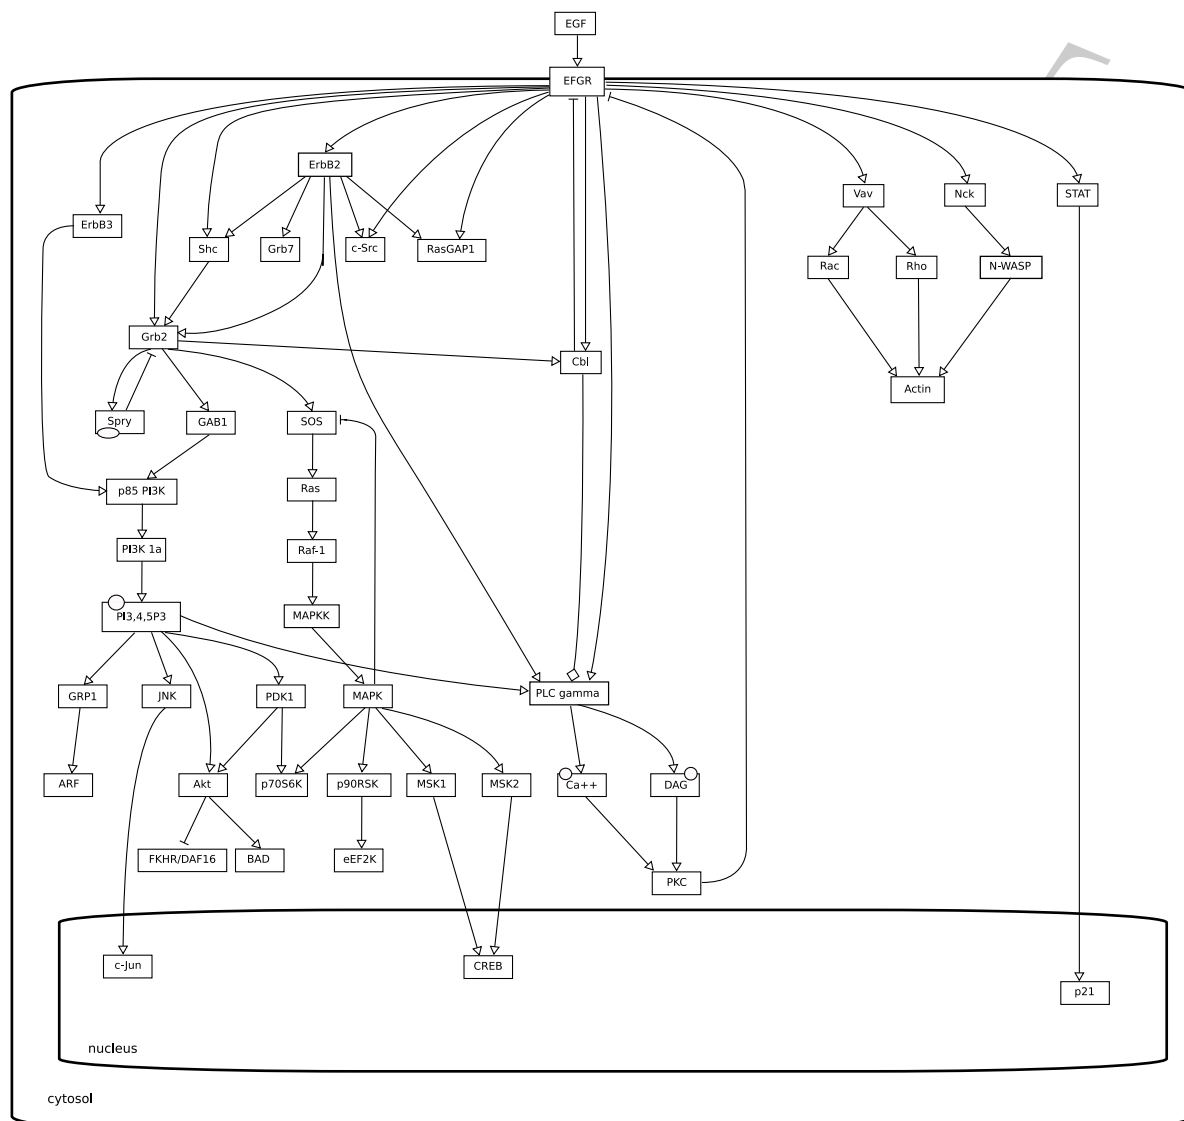 EGF
EFGR
ErbB2
Vav
Nck
STAT
ErbB3
Shc
Grb7
c-Src
RasGAP1
Rac
Rho
N-WASP
Grb2
Cbl
Actin
Spry
GAB1
SOS
p85 PI3K
Ras
PI3K 1a
Raf-1
PI3,4,5P3
MAPKK
GRP1
JNK
PDK1
MAPK
PLC gamma
ARF
Akt
p70S6K
p90RSK
MSK1
MSK2
Ca++
DAG
FKHR/DAF16
BAD
eEF2K
PKC
c-Jun
CREB
p21
nucleus
cytosol